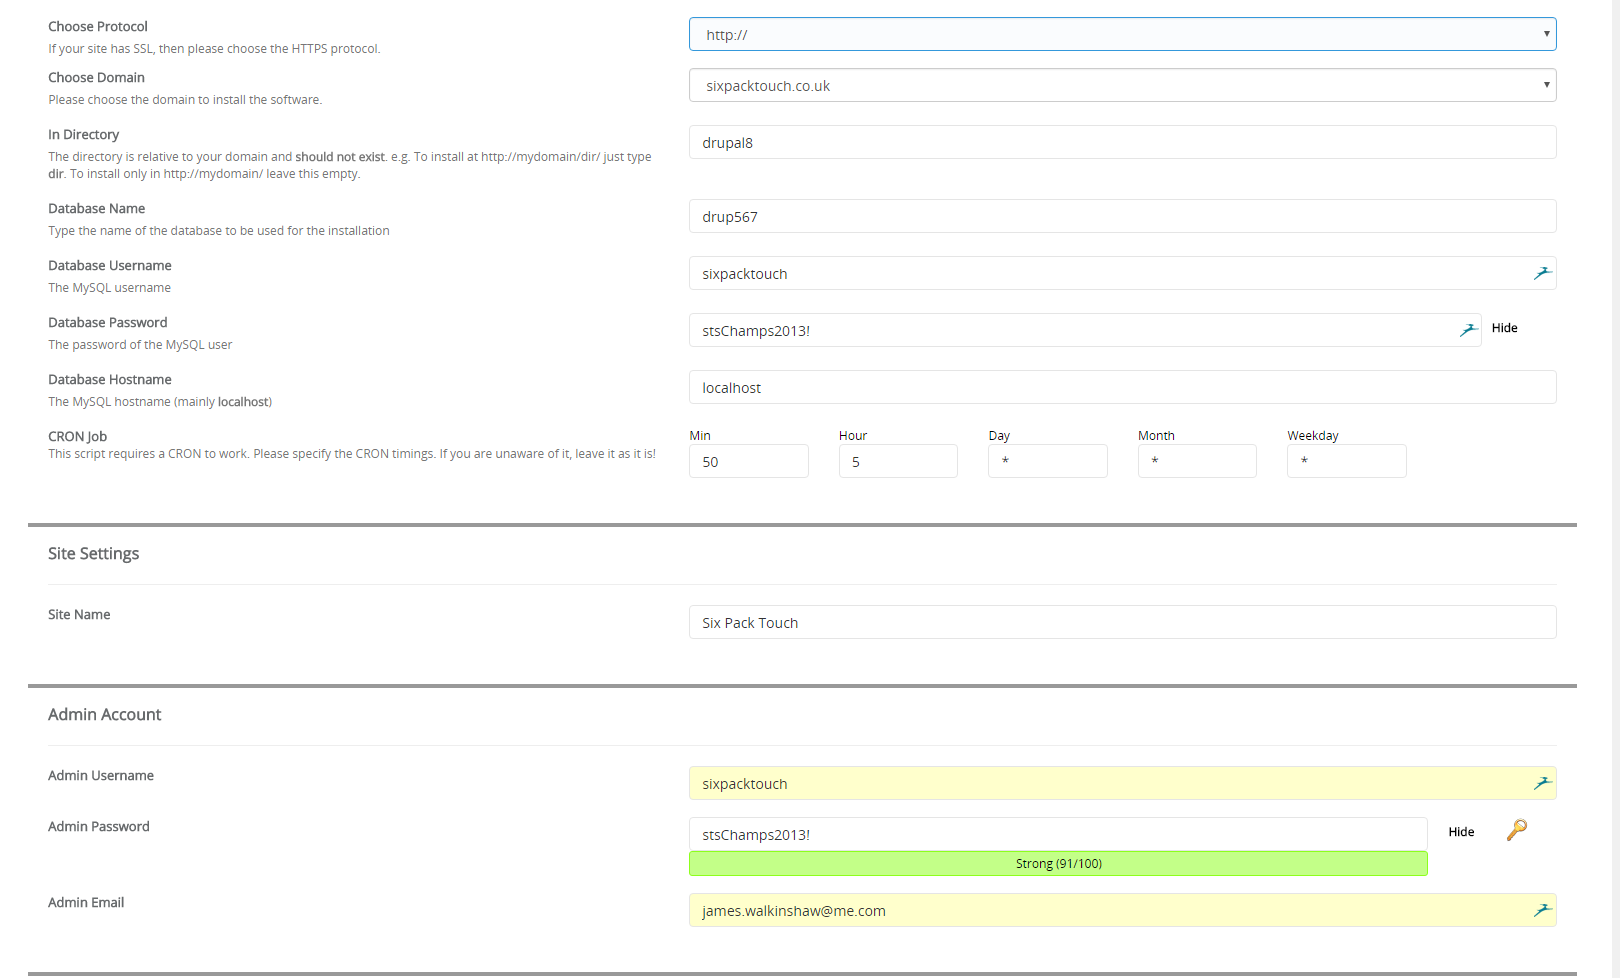 Choose Protocol
http://
If your site has SSL, then please choose the HTTPS protocol.
Choose Domain
sixpacktouch.co.uk
Please choose the domain to install the software.
In Directory
drupal8
The directory is relative to your domain and should not exist. e.g. To install at http://mydomain/dir/ just type
dir. To install only in http://mydomain/ leave this empty.
Database Name
drup567
Type the name of the database to be used for the installation
Database Username
sixpacktouch
The MySQL username
Database Password
stsChamps2013!
Hide
The password of the MySQL user
Database Hostname
localhost
The MySQL hostname (mainly localhost)
CRON Job
This script requires a CRON to work. Please specify the CRON timings. If you are unaware of it, leave it as it is!
Min Hour Day Month Weekday
50 5 * * *
Site Settings
Site Name
Six Pack Touch
Admin Account
Admin Username
sixpacktouch
Admin Password
stsChamps2013!
Hide
Strong (91/100)
Admin Email
james.walkinshaw@me.com